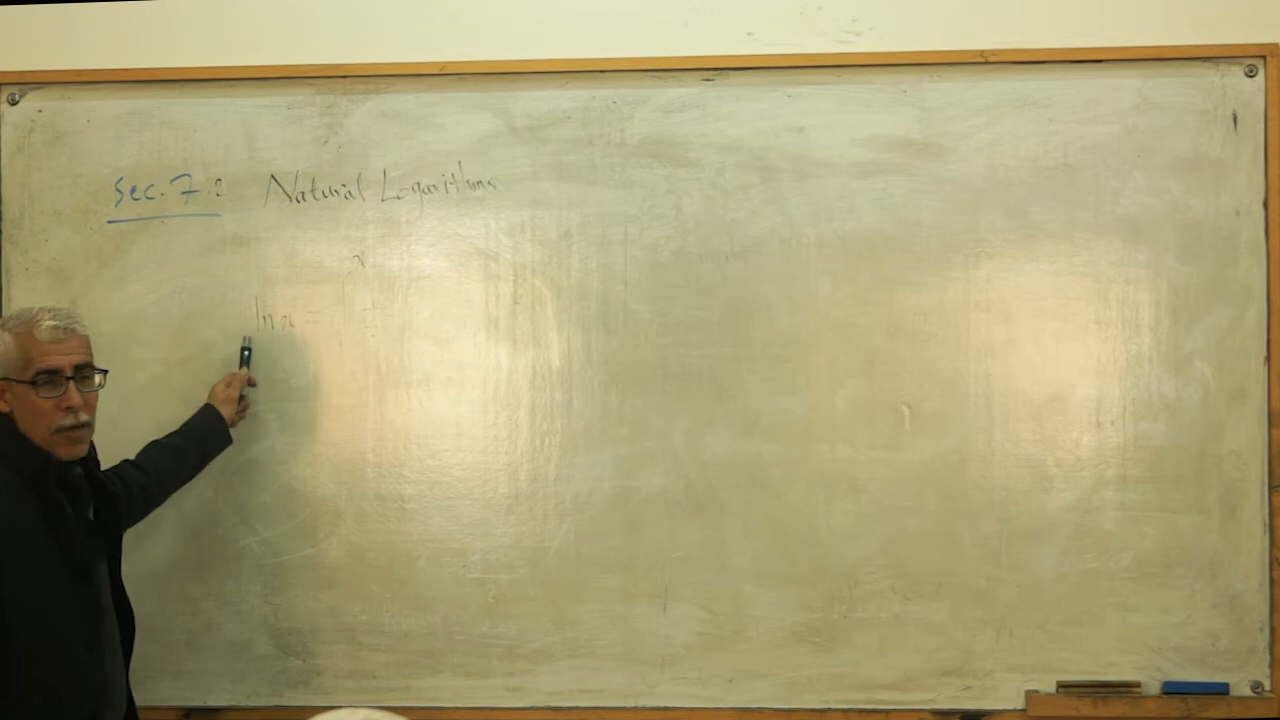 Sec. 7.2 Natural Logarithms
ln x =